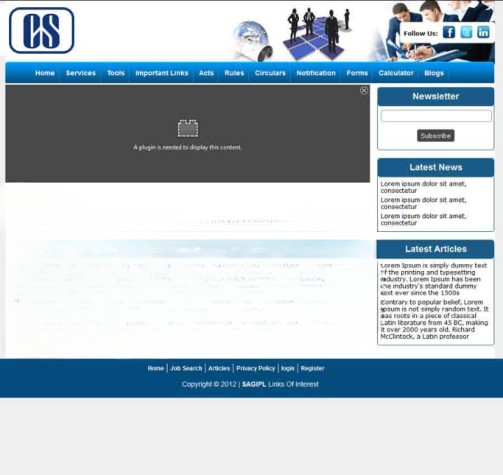 CS
Follow Us:
Home Services Tools Important Links Acts Rules Circulars Notification Forms Calculator Blogs
A plugin is needed to display this content.
Newsletter
Subscribe
Latest News
Lorem ipsum dolor sit amet,
consectetur
Lorem ipsum dolor sit amet,
consectetur
Lorem ipsum dolor sit amet,
consectetur
Latest Articles
Lorem Ipsum is simply dummy text
of the printing and typesetting
industry. Lorem Ipsum has been
the industry's standard dummy
text ever since the 1500s
Contrary to popular belief, Lorem
Ipsum is not simply random text. It
has roots in a piece of classical
Latin literature from 45 BC, making
it over 2000 years old. Richard
McClintock, a Latin professor
Home | Job Search | Articles | Privacy Policy | login | Register
Copyright © 2012 | SAGIPL Links Of Interest